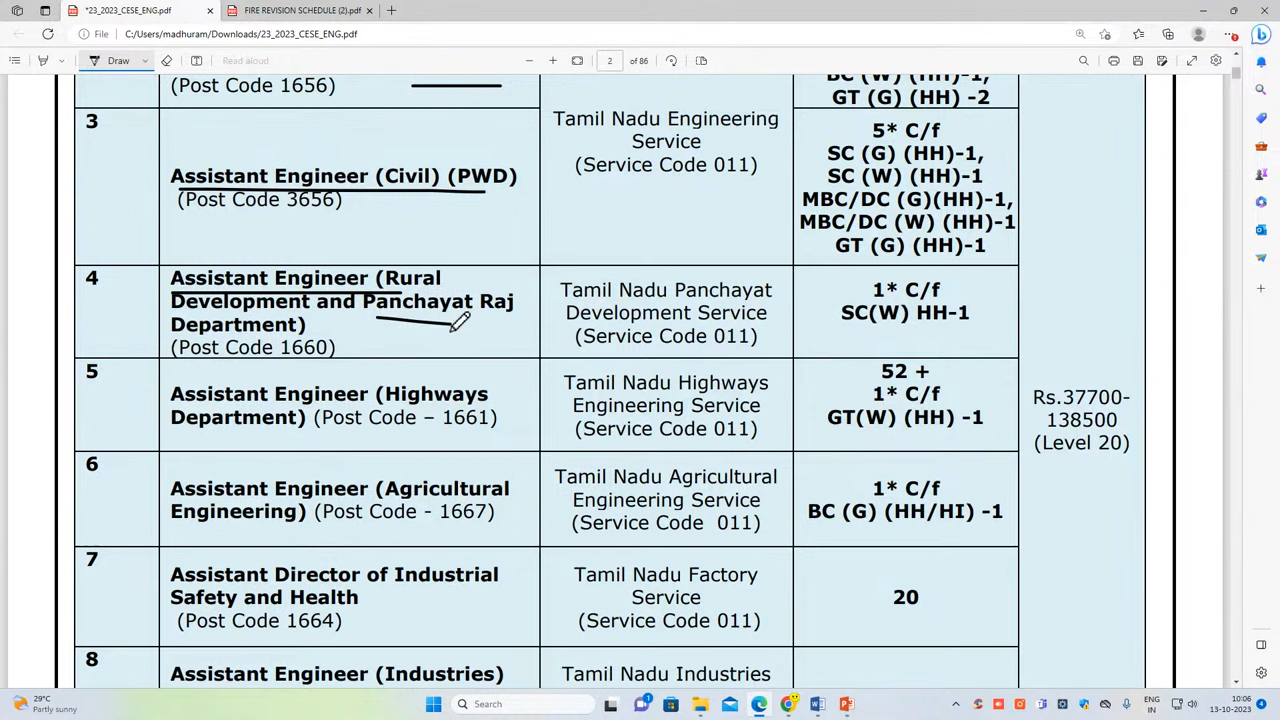 *23_2023_CESE_ENG.pdf
FIRE REVISION SCHEDULE (2).pdf
File
C:/Users/madhuram/Downloads/23_2023_CESE_ENG.pdf
Draw
Read aloud
2
of 86
(Post Code 1656)
BC (W) (HH)-1,
GT (G) (HH) -2
3
Assistant Engineer (Civil) (PWD)
(Post Code 3656)
Tamil Nadu Engineering
Service
(Service Code 011)
5* C/f
SC (G) (HH)-1,
SC (W) (HH)-1
MBC/DC (G)(HH)-1,
MBC/DC (W) (HH)-1
GT (G) (HH)-1
4
Assistant Engineer (Rural
Development and Panchayat Raj
Department)
(Post Code 1660)
Tamil Nadu Panchayat
Development Service
(Service Code 011)
1* C/f
SC(W) HH-1
5
Assistant Engineer (Highways
Department) (Post Code – 1661)
Tamil Nadu Highways
Engineering Service
(Service Code 011)
52 +
1* C/f
GT(W) (HH) -1
Rs.37700-
138500
(Level 20)
6
Assistant Engineer (Agricultural
Engineering) (Post Code - 1667)
Tamil Nadu Agricultural
Engineering Service
(Service Code 011)
1* C/f
BC (G) (HH/HI) -1
7
Assistant Director of Industrial
Safety and Health
(Post Code 1664)
Tamil Nadu Factory
Service
(Service Code 011)
20
8
Assistant Engineer (Industries)
Tamil Nadu Industries
29°C
Partly sunny
Search
1
ENG
IN
10:06
13-10-2023
4